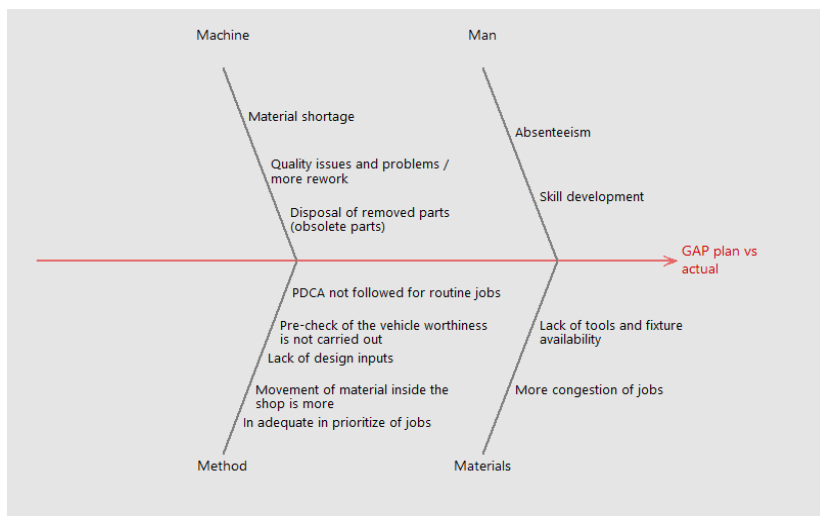 Machine
Man
Material shortage
Absenteeism
Quality issues and problems /
more rework
Skill development
Disposal of removed parts
(obsolete parts)
GAP plan vs
actual
PDCA not followed for routine jobs
Pre-check of the vehicle worthiness
is not carried out
Lack of tools and fixture
availability
Lack of design inputs
Movement of material inside the
shop is more
More congestion of jobs
In adequate in prioritize of jobs
Method
Materials